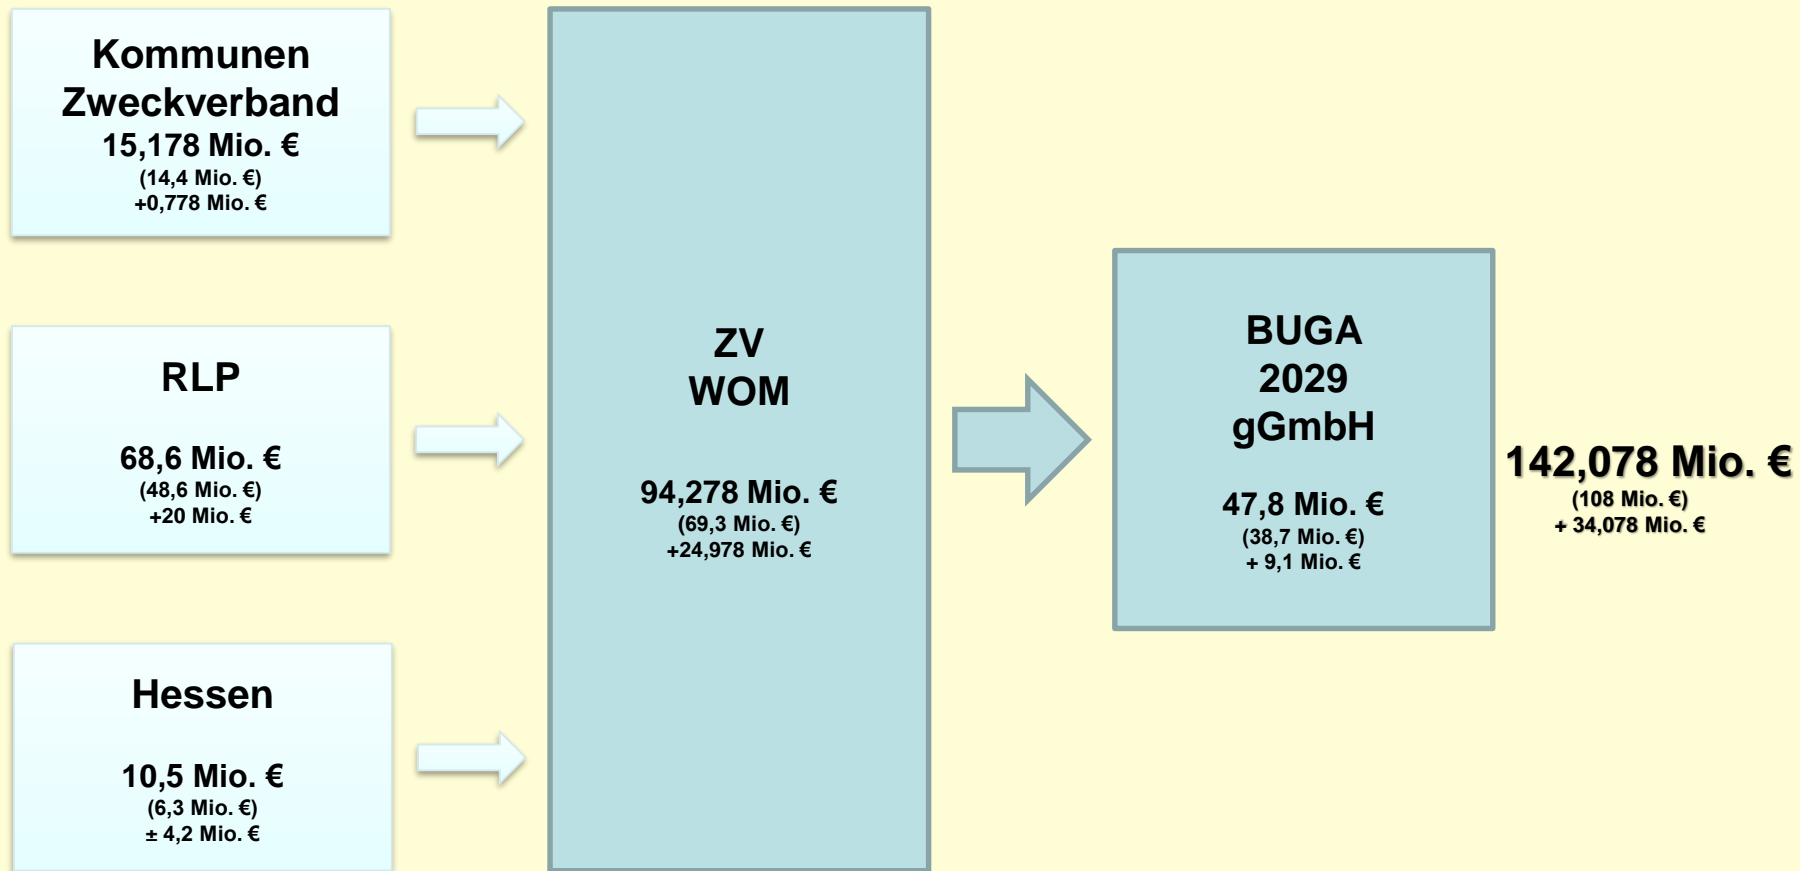 Kommunen
Zweckverband
15,178 Mio. €
(14,4 Mio. €)
+0,778 Mio. €
RLP
68,6 Mio. €
(48,6 Mio. €)
+20 Mio. €
Hessen
10,5 Mio. €
(6,3 Mio. €)
± 4,2 Mio. €
ZV
WOM
94,278 Mio. €
(69,3 Mio. €)
+24,978 Mio. €
BUGA
2029
gGmbH
47,8 Mio. €
(38,7 Mio. €)
+ 9,1 Mio. €
142,078 Mio. €
(108 Mio. €)
+ 34,078 Mio. €